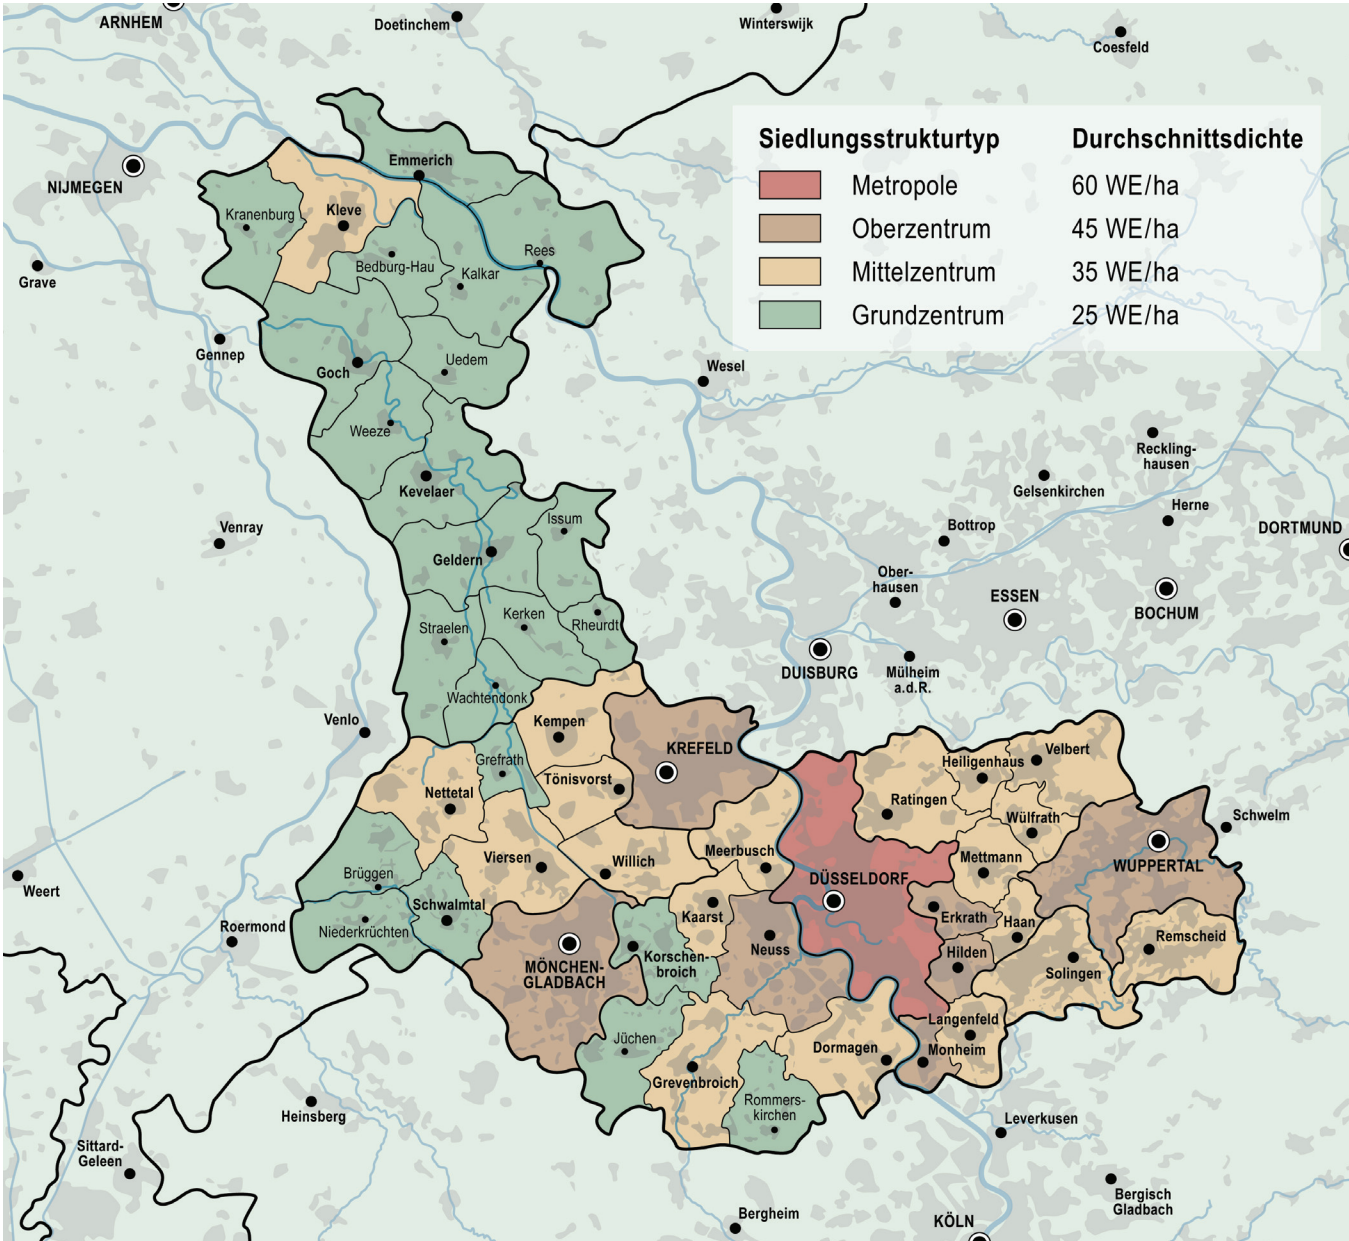 ARNHEM
Doetinchem
Winterswijk
Coesfeld
Siedlungsstrukturtyp Durchschnittsdichte
Metropole 60 WE/ha
Oberzentrum 45 WE/ha
Mittelzentrum 35 WE/ha
Grundzentrum 25 WE/ha
NIJMEGEN
Emmerich
Kranenburg
Kleve
Rees
Bedburg-Hau
Kalkar
Grave
Gennep
Goch
Uedem
Wesel
Weeze
Reckling-
hausen
Kevelaer
Gelsenkirchen
Herne
Venray
Issum
Bottrop
DORTMUND
Geldern
Ober-
hausen
ESSEN
BOCHUM
Straelen
Kerken
Rheurdt
DUISBURG
Mülheim
a.d.R.
Wachtendonk
Venlo
Kempen
KREFELD
Grefrath
Tönisvorst
Nettetal
Heiligenhaus
Velbert
Ratingen
Wülfrath
Schwelm
Viersen
Willich
Meerbusch
Mettmann
WUPPERTAL
Weert
Brüggen
DÜSSELDORF
Schwalmtal
Kaarst
Erkrath
Haan
Roermond
Niederkrüchten
Neuss
Remscheid
Korschen-
broich
Hilden
Solingen
MÖNCHEN-
GLADBACH
Langenfeld
Jüchen
Dormagen
Monheim
Grevenbroich
Rommers-
kirchen
Heinsberg
Leverkusen
Sittard-
Geleen
Bergisch
Gladbach
Bergheim
KÖLN